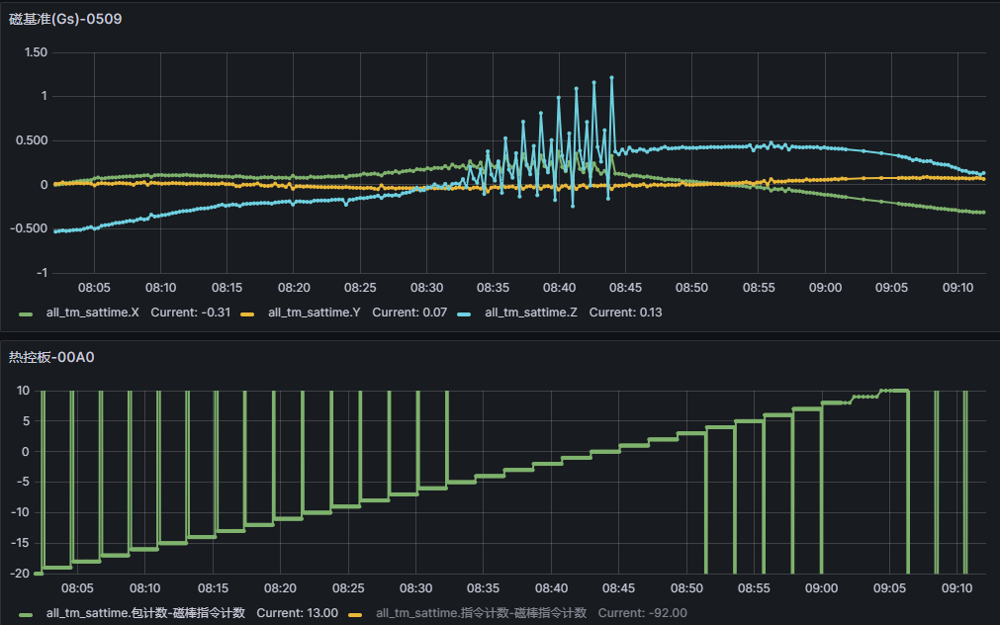 磁基准(Gs)-0509
1.50
1
0.500
0
-0.500
-1
08:05 08:10 08:15 08:20 08:25 08:30 08:35 08:40 08:45 08:50 08:55 09:00 09:05 09:10
all_tm_sattime.X Current: -0.31 all_tm_sattime.Y Current: 0.07 all_tm_sattime.Z Current: 0.13
热控板-00A0
10
5
0
-5
-10
-15
-20
08:05 08:10 08:15 08:20 08:25 08:30 08:35 08:40 08:45 08:50 08:55 09:00 09:05 09:10
all_tm_sattime.包计数-磁棒指令计数 Current: 13.00 all_tm_sattime.指令计数-磁棒指令计数 Current: -92.00